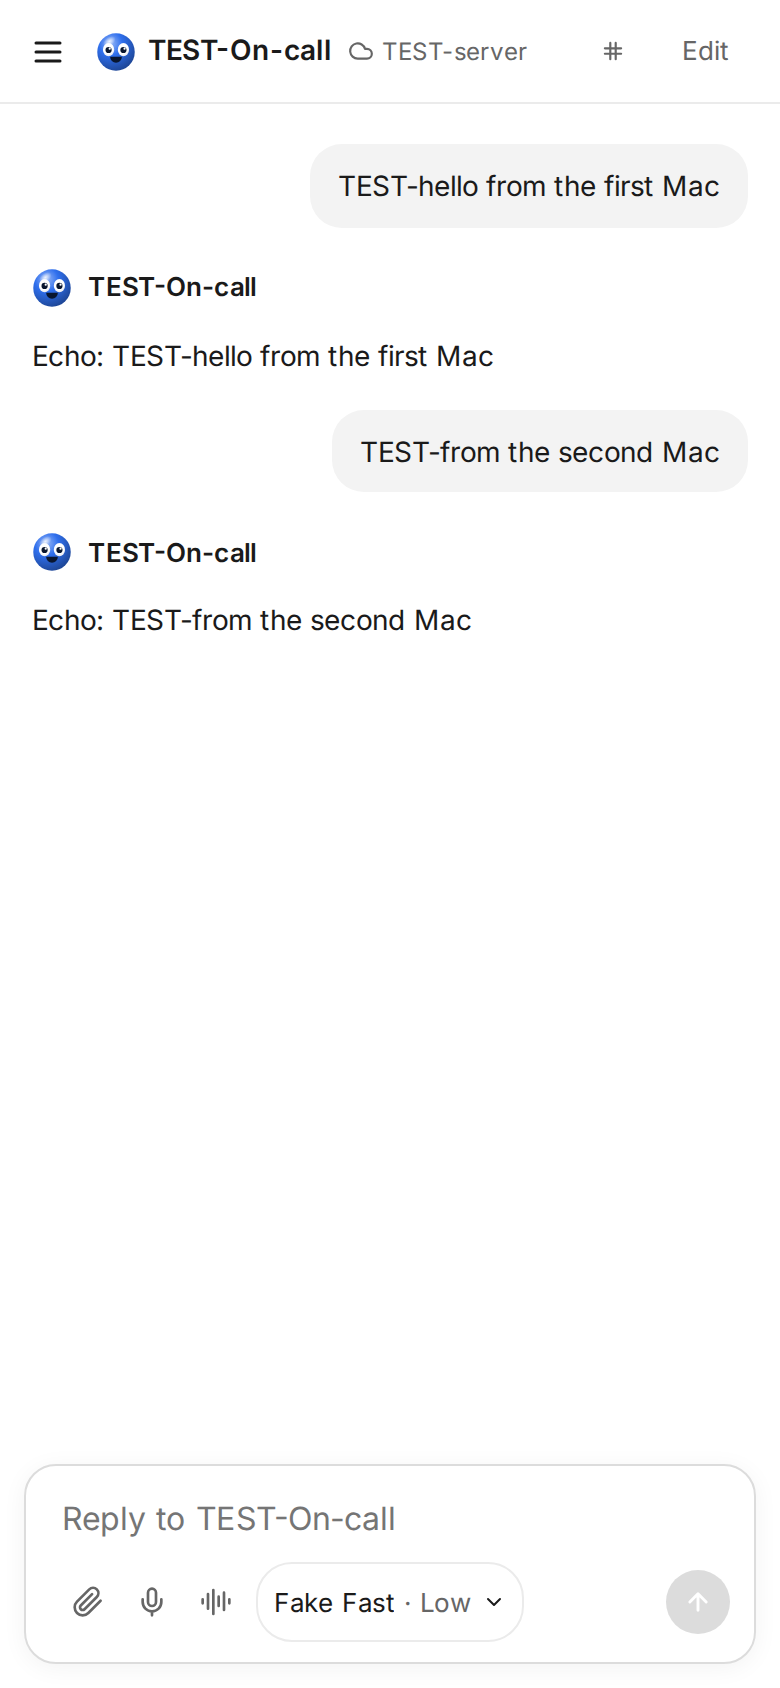 TEST-On-call TEST-server Edit
TEST-hello from the first Mac
TEST-On-call
Echo: TEST-hello from the first Mac
TEST-from the second Mac
TEST-On-call
Echo: TEST-from the second Mac
Reply to TEST-On-call
Fake Fast · Low